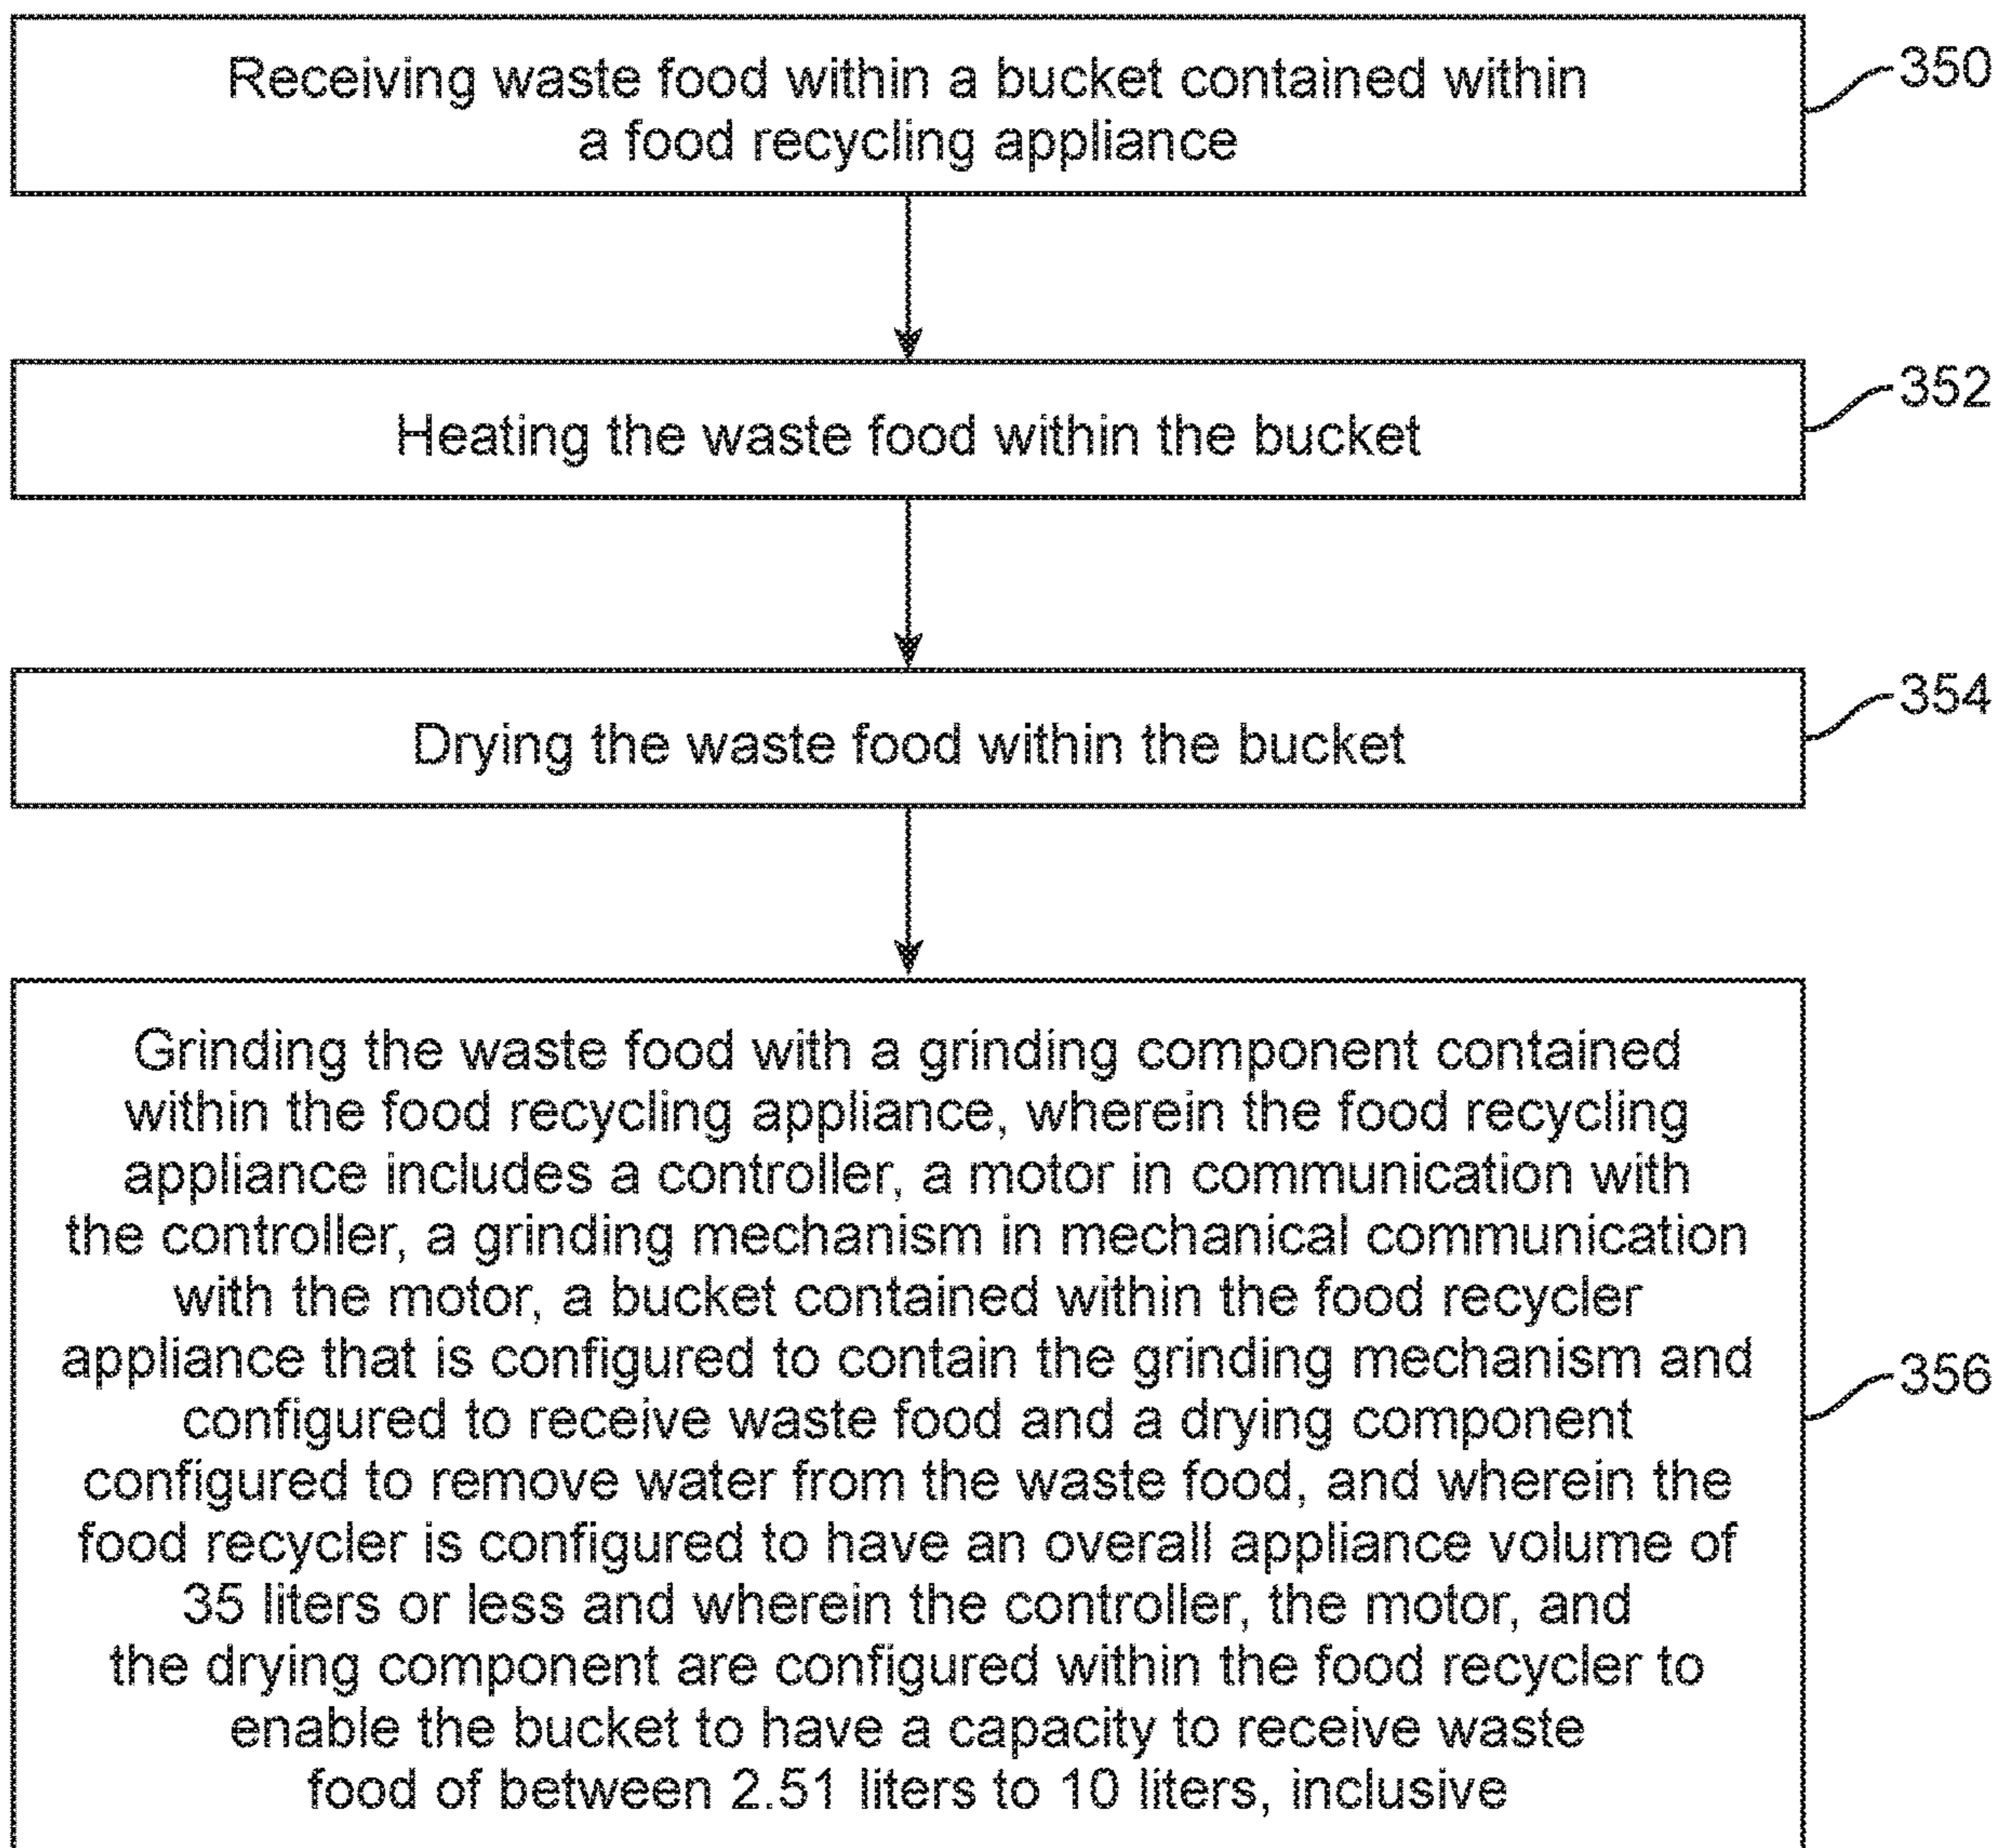 Receiving waste food within a bucket contained within
a food recycling appliance
350
Heating the waste food within the bucket
352
Drying the waste food within the bucket
354
Grinding the waste food with a grinding component contained
within the food recycling appliance, wherein the food recycling
appliance includes a controller, a motor in communication with
the controller, a grinding mechanism in mechanical communication
with the motor, a bucket contained within the food recycler
appliance that is configured to contain the grinding mechanism and
configured to receive waste food and a drying component
configured to remove water from the waste food, and wherein the
food recycler is configured to have an overall appliance volume of
35 liters or less and wherein the controller, the motor, and
the drying component are configured within the food recycler to
enable the bucket to have a capacity to receive waste
food of between 2.51 liters to 10 liters, inclusive
356